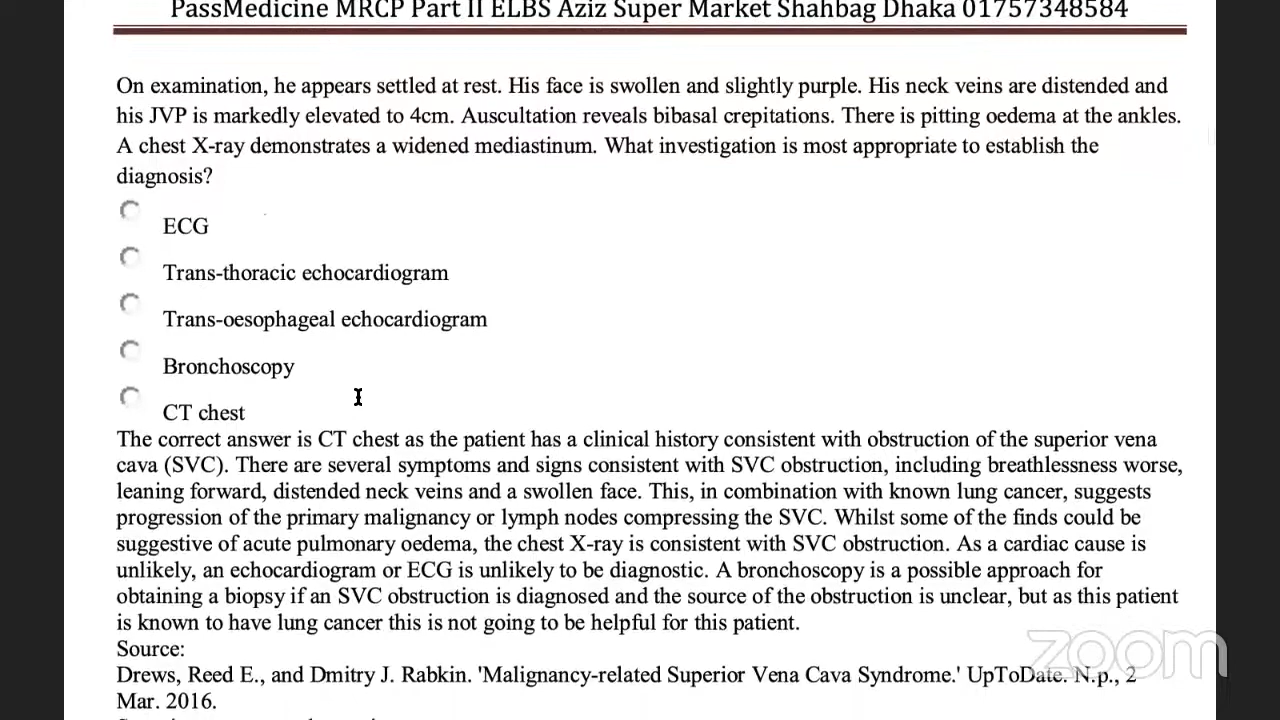 PassMedicine MRCP Part II ELBS Aziz Super Market Shahbag Dhaka 01757348584
On examination, he appears settled at rest. His face is swollen and slightly purple. His neck veins are distended and
his JVP is markedly elevated to 4cm. Auscultation reveals bibasal crepitations. There is pitting oedema at the ankles.
A chest X-ray demonstrates a widened mediastinum. What investigation is most appropriate to establish the
diagnosis?
ECG
Trans-thoracic echocardiogram
Trans-oesophageal echocardiogram
Bronchoscopy
CT chest
The correct answer is CT chest as the patient has a clinical history consistent with obstruction of the superior vena
cava (SVC). There are several symptoms and signs consistent with SVC obstruction, including breathlessness worse,
leaning forward, distended neck veins and a swollen face. This, in combination with known lung cancer, suggests
progression of the primary malignancy or lymph nodes compressing the SVC. Whilst some of the finds could be
suggestive of acute pulmonary oedema, the chest X-ray is consistent with SVC obstruction. As a cardiac cause is
unlikely, an echocardiogram or ECG is unlikely to be diagnostic. A bronchoscopy is a possible approach for
obtaining a biopsy if an SVC obstruction is diagnosed and the source of the obstruction is unclear, but as this patient
is known to have lung cancer this is not going to be helpful for this patient.
Source:
Drews, Reed E., and Dmitry J. Rabkin. 'Malignancy-related Superior Vena Cava Syndrome.' UpToDate. N.p., 2
Mar. 2016.
zoom